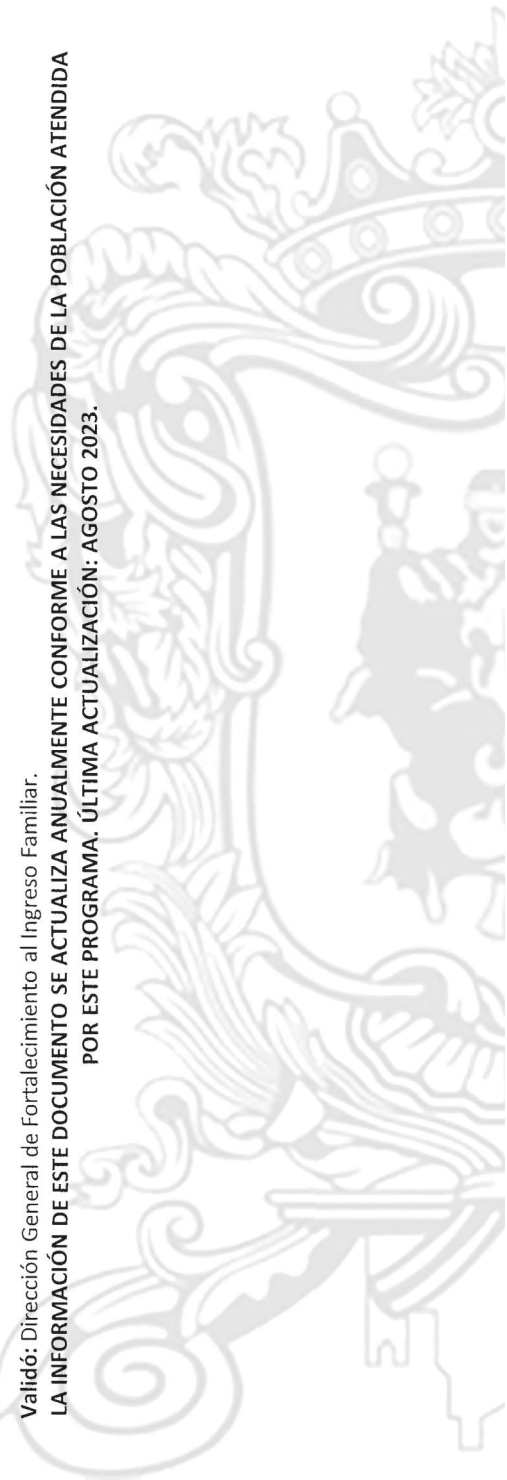 Validó: Dirección General de Fortalecimiento al Ingreso Familiar.
LA INFORMACIÓN DE ESTE DOCUMENTO SE ACTUALIZA ANUALMENTE CONFORME A LAS NECESIDADES DE LA POBLACIÓN ATENDIDA
POR ESTE PROGRAMA. ÚLTIMA ACTUALIZACIÓN: AGOSTO 2023.